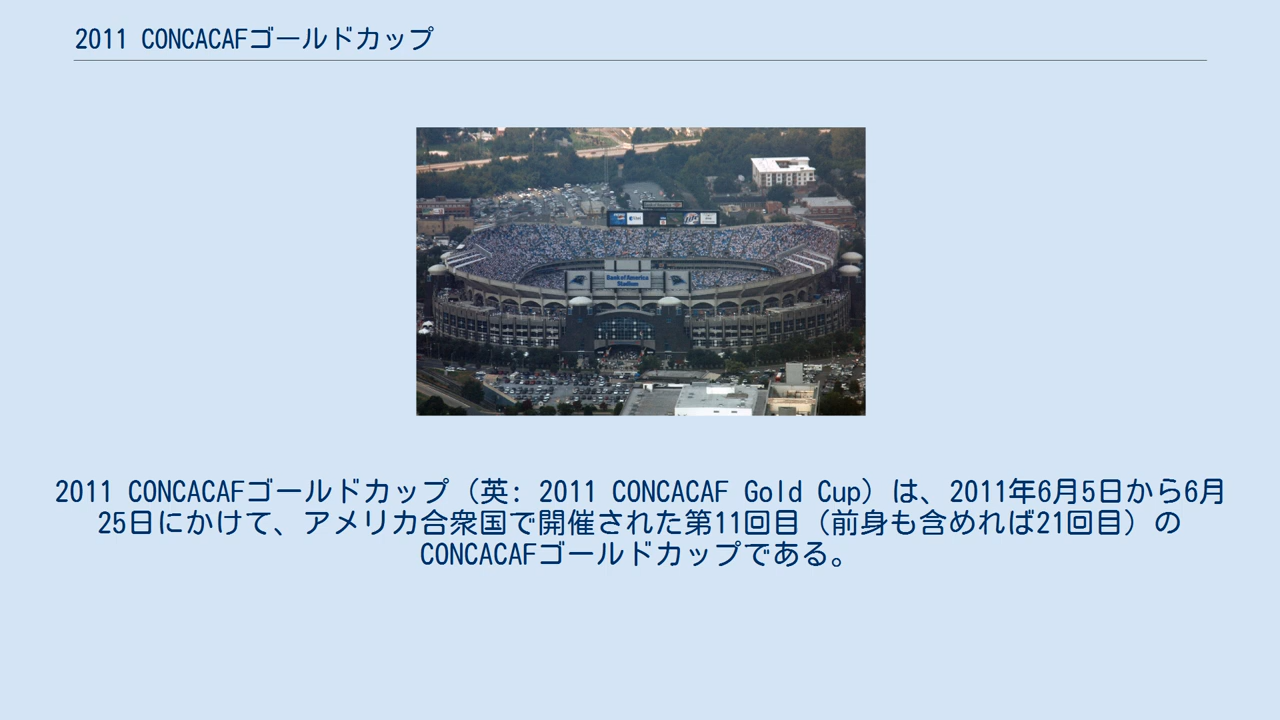 2011 CONCACAFゴールドカップ
Bank of America
Stadium
2011 CONCACAFゴールドカップ（英: 2011 CONCACAF Gold Cup）は、2011年6月5日から6月
25日にかけて、アメリカ合衆国で開催された第11回目（前身も含めれば21回目）の
CONCACAFゴールドカップである。